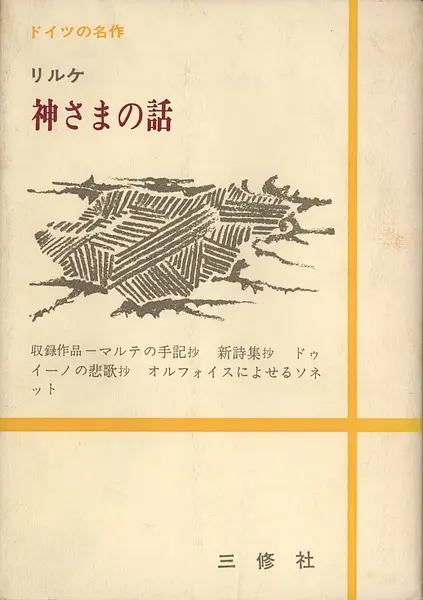 ドイツの名作
リルケ
神さまの話
収録作品－マルテの手記抄　新詩集抄　ドゥ
イーノの悲歌抄　オルフォイスによせるソネ
ット
三修社